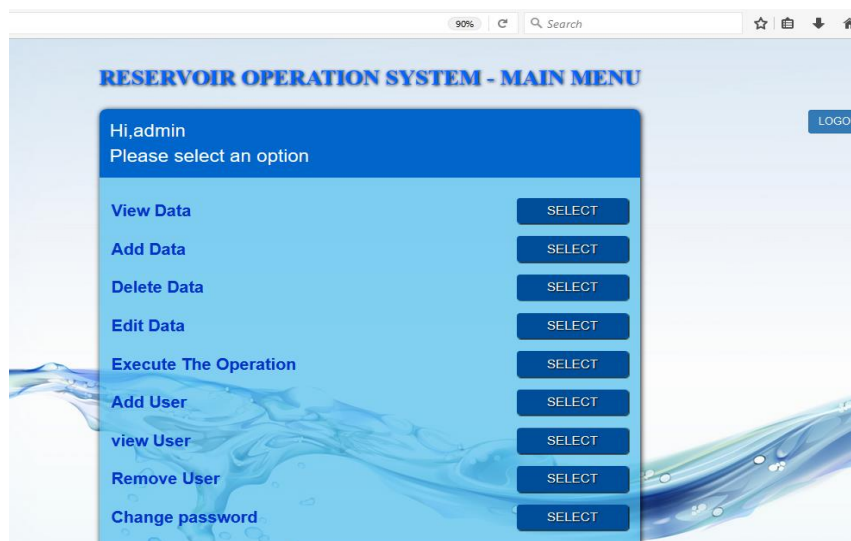 90% Search
RESERVOIR OPERATION SYSTEM - MAIN MENU
LOGO
Hi,admin
Please select an option
View Data SELECT
Add Data SELECT
Delete Data SELECT
Edit Data SELECT
Execute The Operation SELECT
Add User SELECT
view User SELECT
Remove User SELECT
Change password SELECT